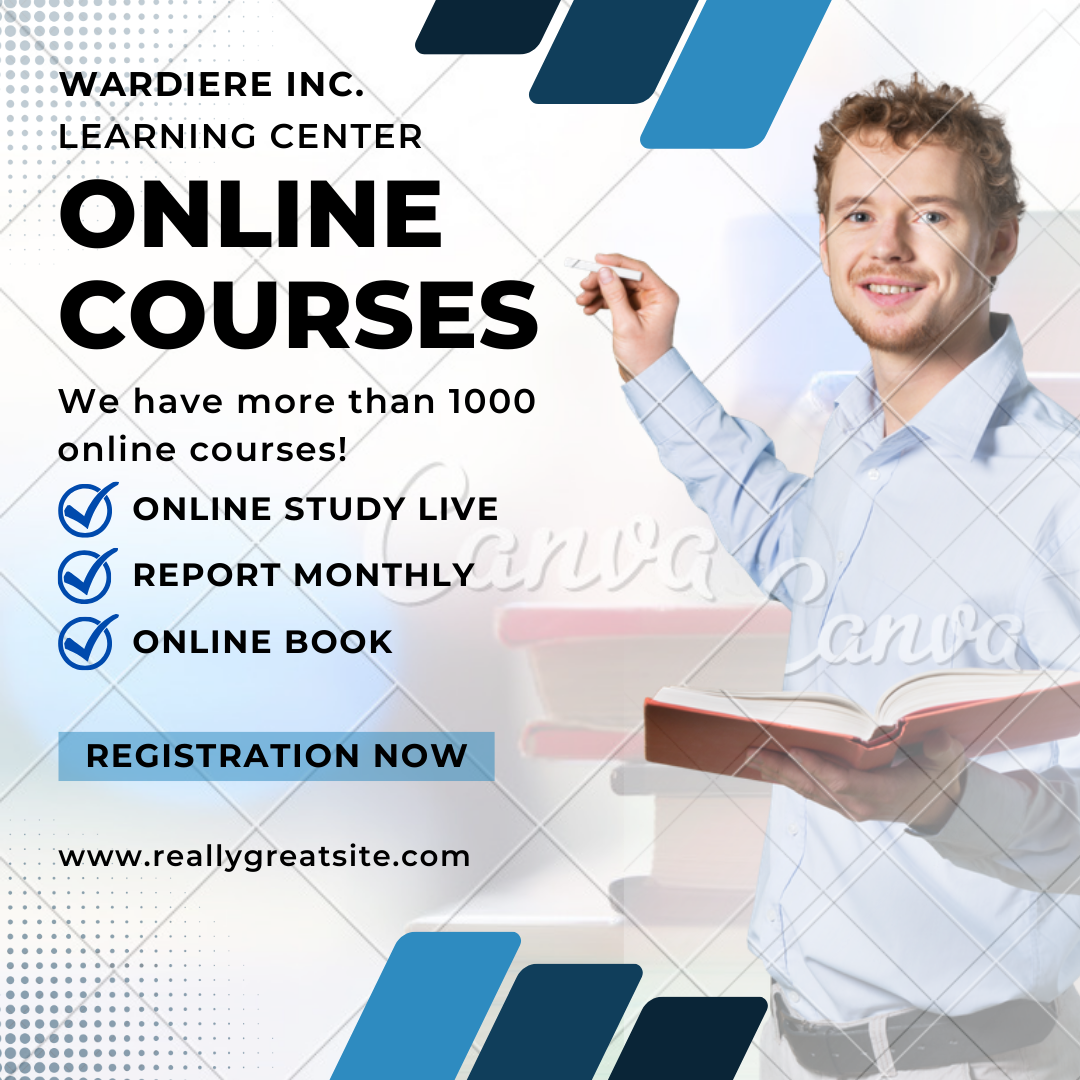 WARDIERE INC.
LEARNING CENTER
ONLINE
COURSES
We have more than 1000
online courses!
ONLINE STUDY LIVE
REPORT MONTHLY
ONLINE BOOK
REGISTRATION NOW
www.reallygreatsite.com
Canva
Canva